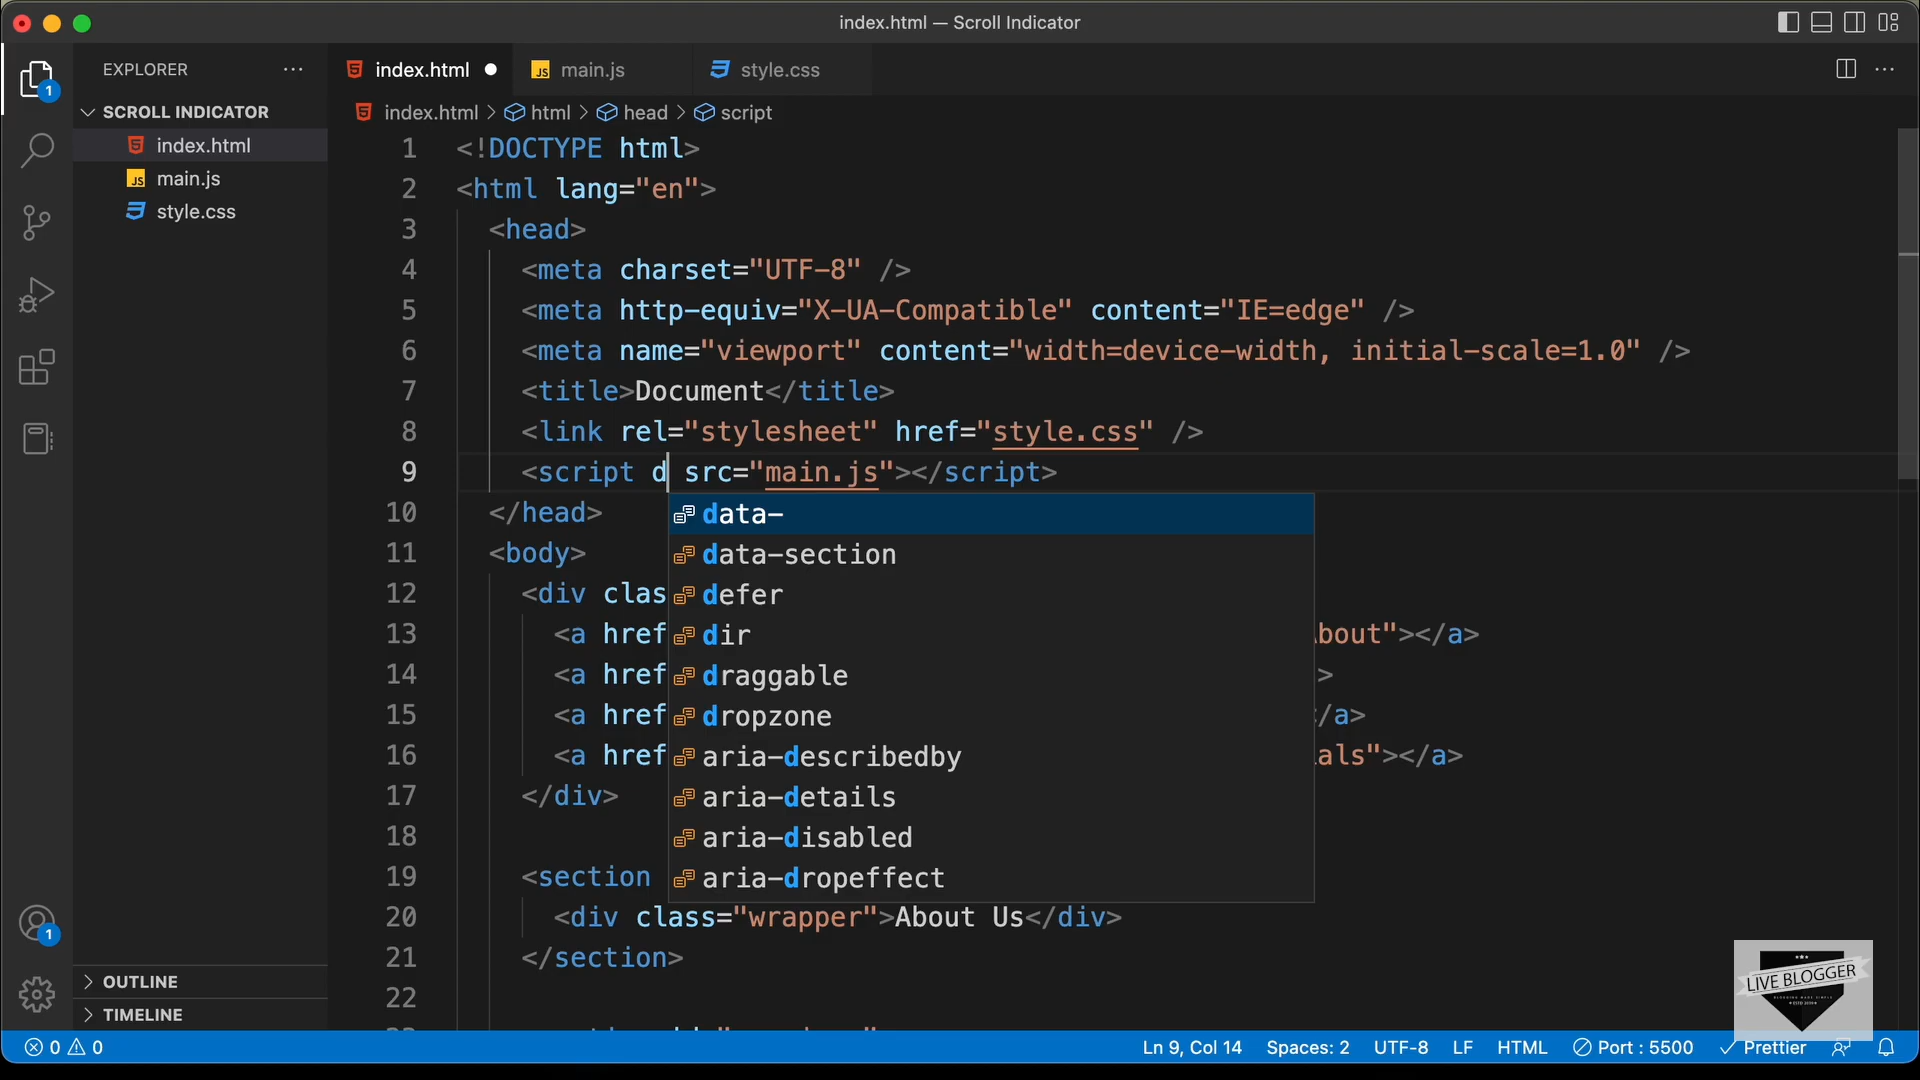 index.html — Scroll Indicator
EXPLORER
SCROLL INDICATOR
index.html
main.js
style.css
OUTLINE
TIMELINE
1
1
index.html
main.js
style.css
index.html > html > head > script
1 <!DOCTYPE html>
2 <html lang="en">
3 <head>
4 <meta charset="UTF-8" />
5 <meta http-equiv="X-UA-Compatible" content="IE=edge" />
6 <meta name="viewport" content="width=device-width, initial-scale=1.0" />
7 <title>Document</title>
8 <link rel="stylesheet" href="style.css" />
9 <script d src="main.js"></script>
10 </head>
11 <body>
12 <div clas
13 <a href bout"></a>
14 <a href >
15 <a href /a>
16 <a href als"></a>
17 </div>
18
19 <section
20 <div class="wrapper">About Us</div>
21 </section>
22
data-
data-section
defer
dir
draggable
dropzone
aria-describedby
aria-details
aria-disabled
aria-dropeffect
LIVE BLOGGER
0 0
Ln 9, Col 14 Spaces: 2 UTF-8 LF HTML Port : 5500 Prettier